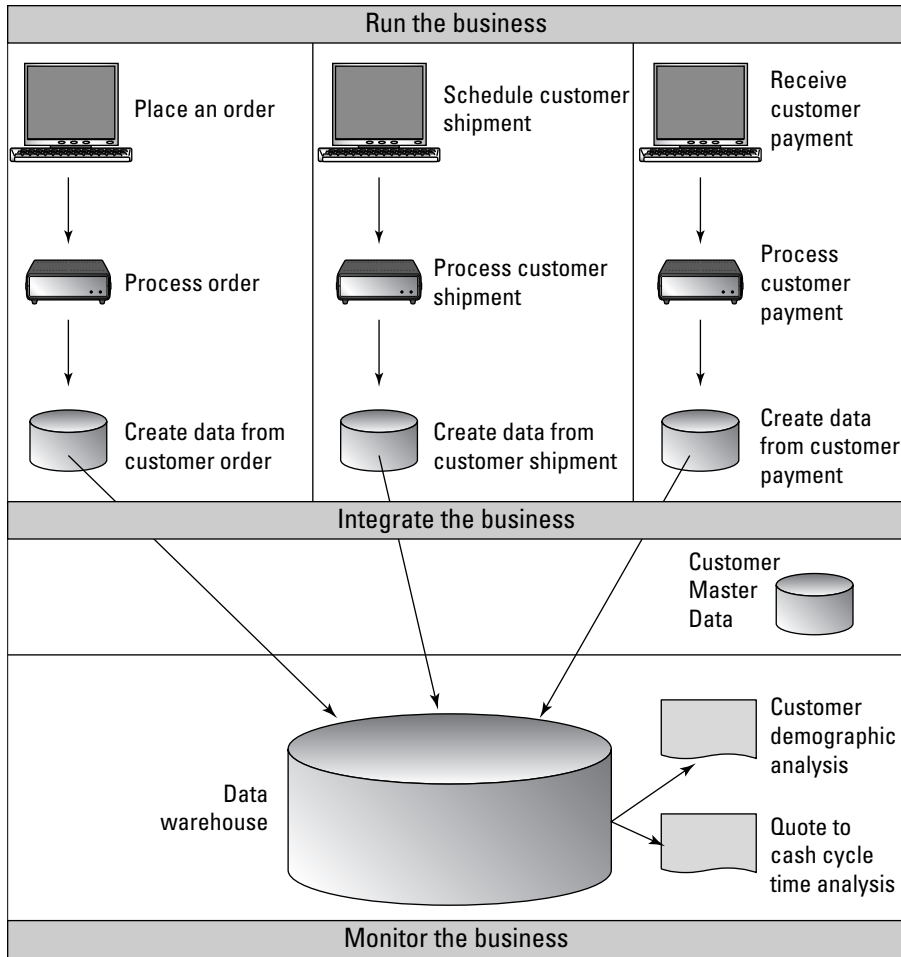 Run the business
Place an order
Schedule customer
shipment
Receive
customer
payment
Process order
Process customer
shipment
Process
customer
payment
Create data from
customer order
Create data from
customer shipment
Create data
from customer
payment
Integrate the business
Customer
Master
Data
Data
warehouse
Customer
demographic
analysis
Quote to
cash cycle
time analysis
Monitor the business